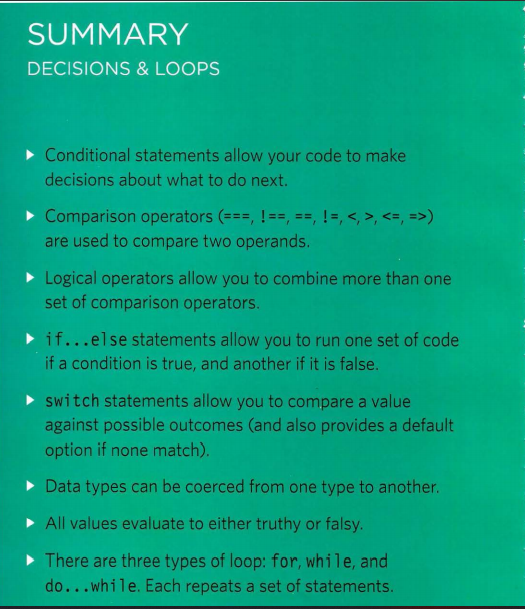 SUMMARY
DECISIONS & LOOPS
▶ Conditional statements allow your code to make
decisions about what to do next.
▶ Comparison operators (===, !==, ==, !=, <, >, <=, =>)
are used to compare two operands.
▶ Logical operators allow you to combine more than one
set of comparison operators.
▶ if...else statements allow you to run one set of code
if a condition is true, and another if it is false.
▶ switch statements allow you to compare a value
against possible outcomes (and also provides a default
option if none match).
▶ Data types can be coerced from one type to another.
▶ All values evaluate to either truthy or falsy.
▶ There are three types of loop: for, while, and
do...while. Each repeats a set of statements.